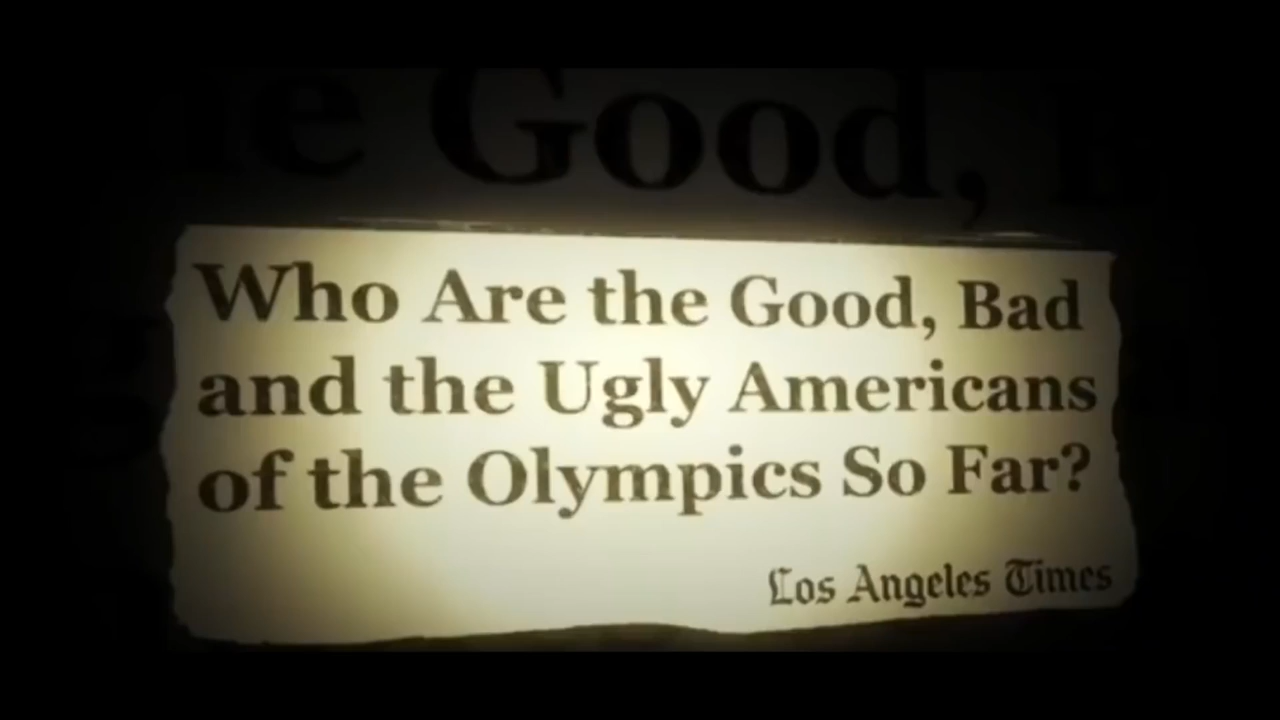 Good,
Who Are the Good, Bad
and the Ugly Americans
of the Olympics So Far?
Los Angeles Times